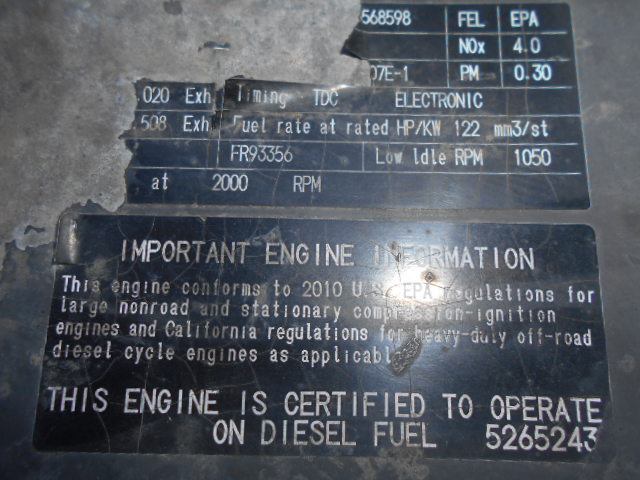 568598 FEL EPA
NOx 4.0
07E-1 PM 0.30
.020 Exh Timing TDC ELECTRONIC
.508 Exh Fuel rate at rated HP/KW 122 mm3/st
FR93356 Low Idle RPM 1050
at 2000 RPM
IMPORTANT ENGINE INFORMATION
This engine conforms to 2010 U.S. EPA regulations for
large nonroad and stationary compression-ignition
engines and California regulations for heavy-duty off-road
diesel cycle engines as applicable
THIS ENGINE IS CERTIFIED TO OPERATE
ON DIESEL FUEL 5265243